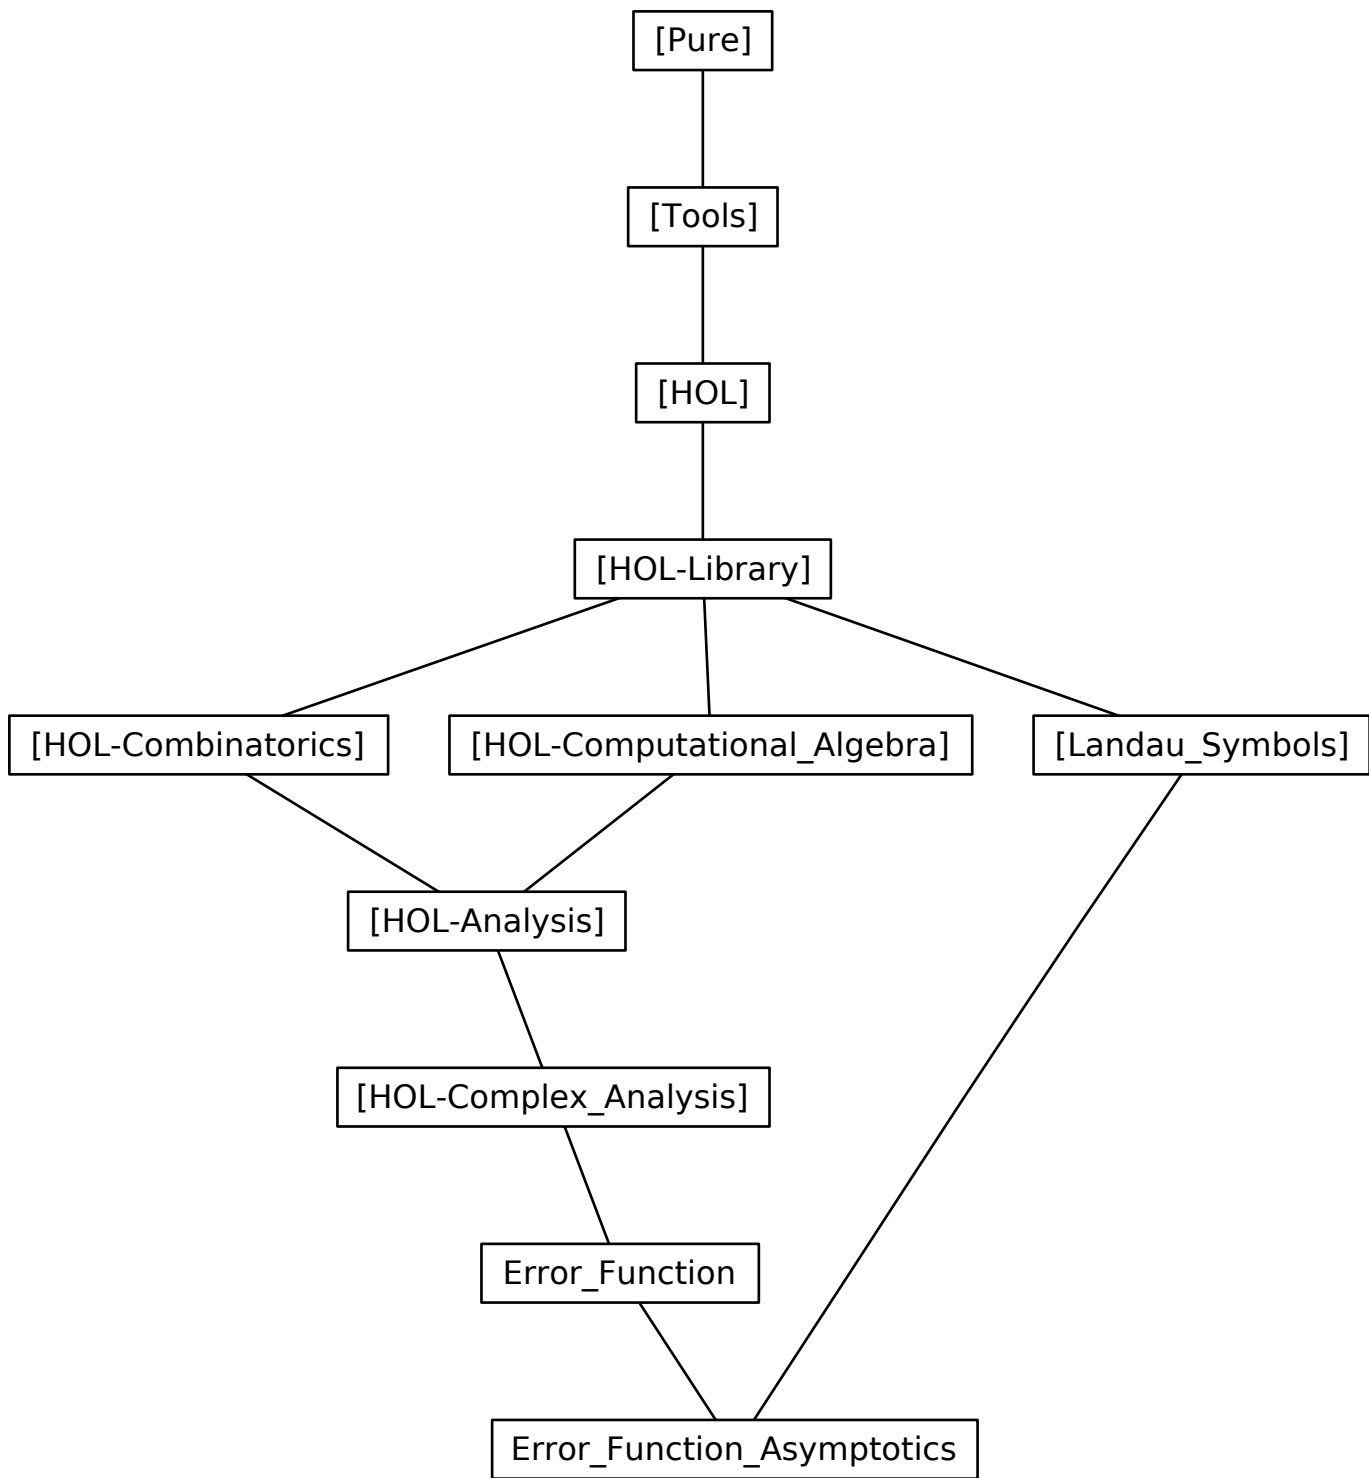 [Pure]
[Tools]
[HOL]
[HOL-Library]
[HOL-Combinatorics]
[HOL-Computational_Algebra]
[Landau_Symbols]
[HOL-Analysis]
[HOL-Complex_Analysis]
Error_Function
Error_Function_Asymptotics